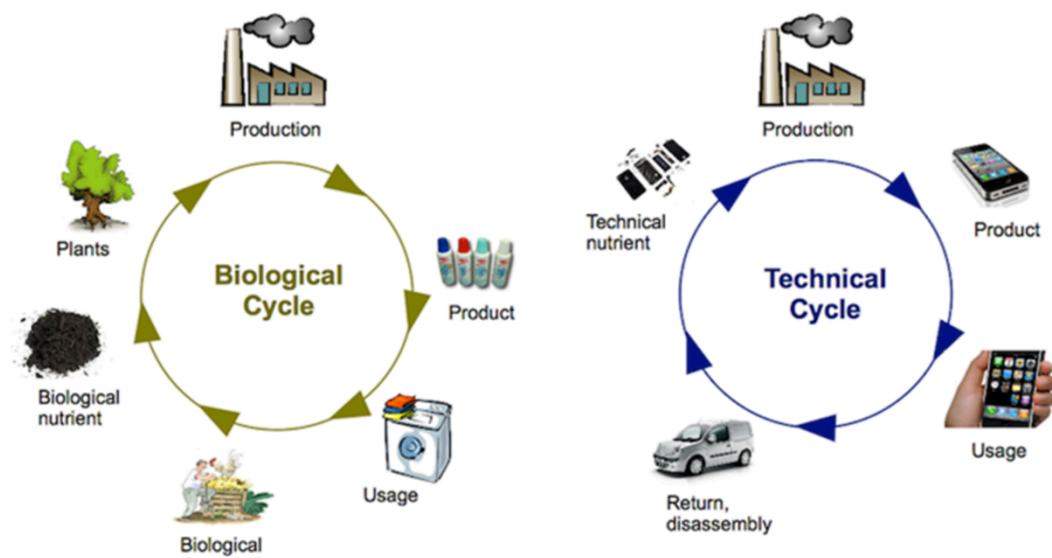 Production
Plants
Biological
Cycle
Product
Biological
nutrient
Usage
Biological
Production
Technical
nutrient
Product
Technical
Cycle
Usage
Return,
disassembly